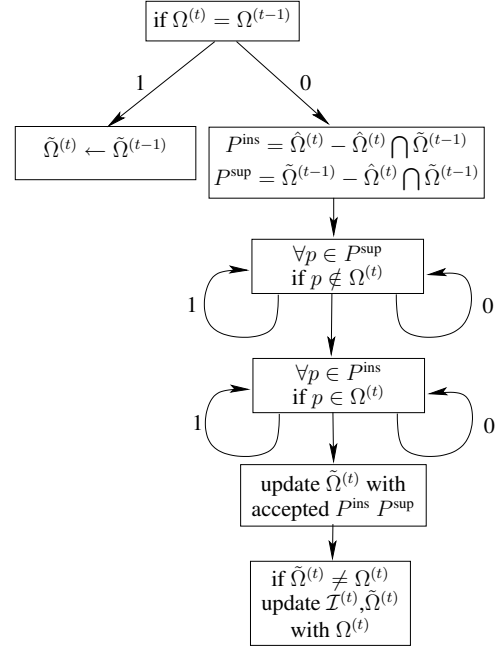 if Ω^(t) = Ω^(t−1)
1
0
Ω̃^(t) ← Ω̃^(t−1)
P^ins = Ω̂^(t) − Ω̂^(t) ⋂ Ω̃^(t−1)
P^sup = Ω̃^(t−1) − Ω̂^(t) ⋂ Ω̃^(t−1)
∀p ∈ P^sup
if p ∉ Ω^(t)
1
0
∀p ∈ P^ins
if p ∈ Ω^(t)
1
0
update Ω̃^(t) with
accepted P^ins P^sup
if Ω̃^(t) ≠ Ω^(t)
update 𝓘^(t),Ω̃^(t)
with Ω^(t)